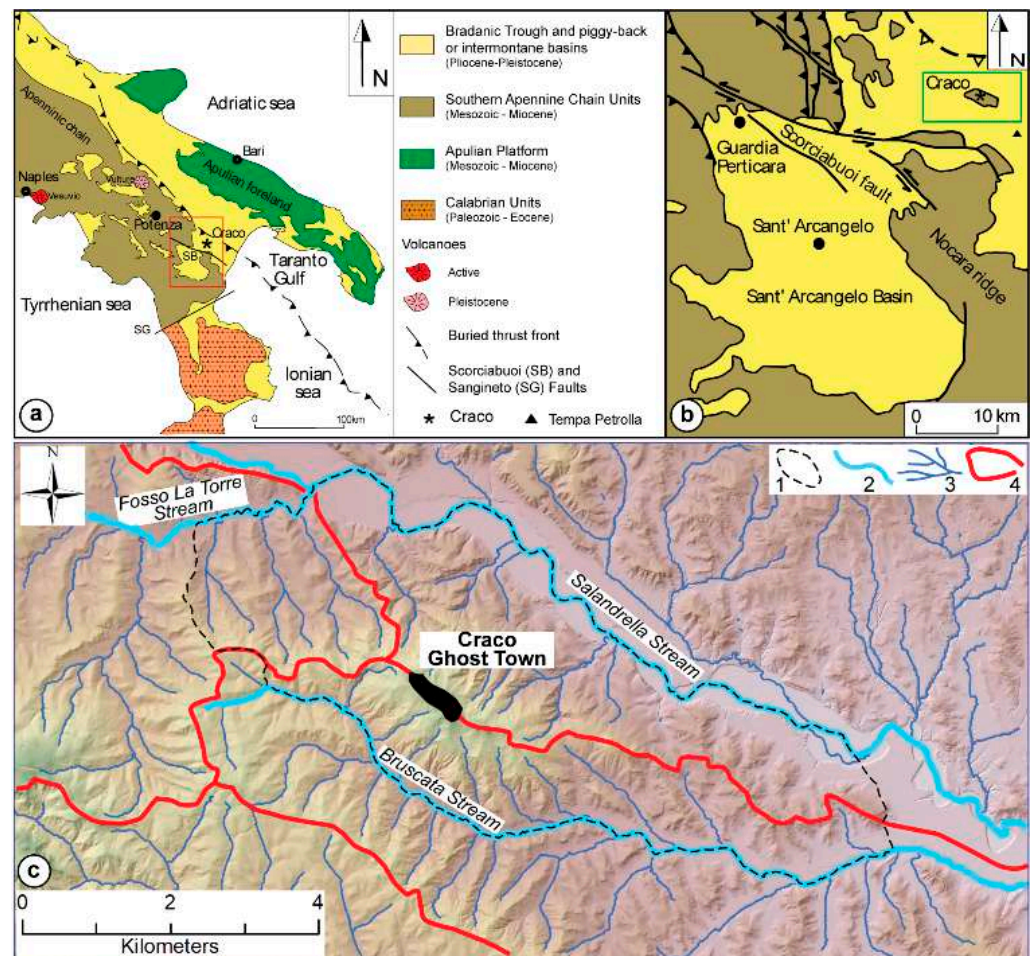 Adriatic sea
N
Apenninic chain
Bari
Apulian foreland
Naples
Vesuvio
Vulture
Potenza
Craco
SB
Taranto
Gulf
Tyrrhenian sea
SG
Ionian
sea
a
0
100km
Bradanic Trough and piggy-back
or intermontane basins
(Pliocene-Pleistocene)
Southern Apennine Chain Units
(Mesozoic - Miocene)
Apulian Platform
(Mesozoic - Miocene)
Calabrian Units
(Paleozoic - Eocene)
Volcanoes
Active
Pleistocene
Buried thrust front
Scorciabuoi (SB) and
Sangineto (SG) Faults
Craco
Tempa Petrolla
N
Craco
Guardia
Perticara
Scorciabuoi fault
Sant' Arcangelo
Nocara ridge
Sant' Arcangelo Basin
b
0 10 km
N
Fosso La Torre
Stream
1 2 3 4
Salandrella Stream
Craco
Ghost Town
Bruscata Stream
c
0 2 4
Kilometers